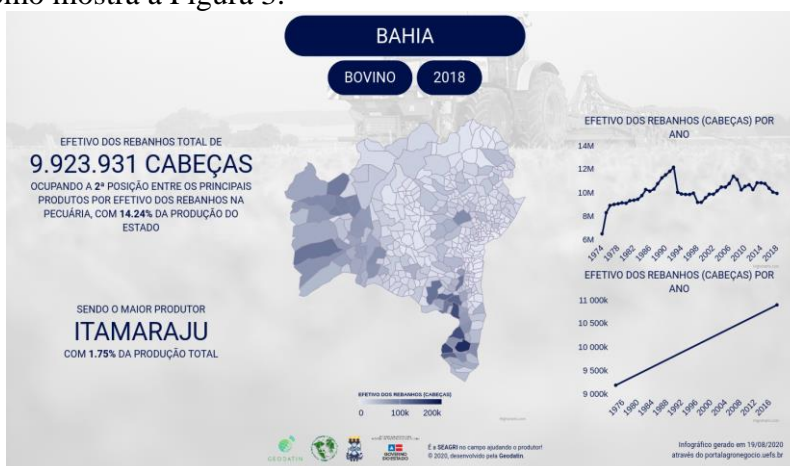 omo mostra a Figura 3.
BAHIA
BOVINO
2018
EFETIVO DOS REBANHOS TOTAL DE
9.923.931 CABEÇAS
OCUPANDO A 2ª POSIÇÃO ENTRE OS PRINCIPAIS
PRODUTOS POR EFETIVO DOS REBANHOS NA
PECUÁRIA, COM 14.24% DA PRODUÇÃO DO
ESTADO
SENDO O MAIOR PRODUTOR
ITAMARAJU
COM 1.75% DA PRODUÇÃO TOTAL
EFETIVO DOS REBANHOS (CABEÇAS)
0 100k 200k
EFETIVO DOS REBANHOS (CABEÇAS) POR
ANO
14M
12M
10M
8M
6M
1974 1978 1982 1986 1990 1994 1998 2002 2006 2010 2014 2018
EFETIVO DOS REBANHOS (CABEÇAS) POR
ANO
11 000k
10 500k
10 000k
9 500k
9 000k
1976 1980 1984 1988 1992 1996 2000 2004 2008 2012 2016
GEODATIN
GOVERNO
DO ESTADO
É a SEAGRI no campo ajudando o produtor!
© 2020, desenvolvido pela Geodatin.
Infográfico gerado em 19/08/2020
através do portalagronegocio.uefs.br